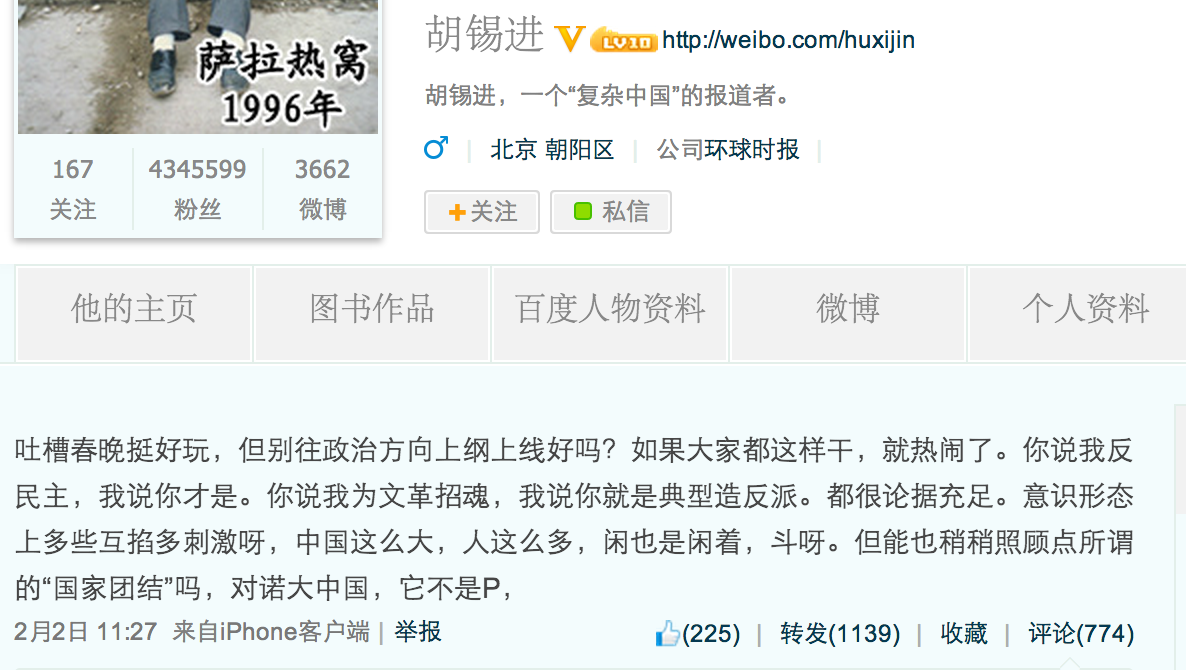 萨拉热窝
1996年
167 4345599 3662
关注 粉丝 微博
胡锡进 V LV10 http://weibo.com/huxijin
胡锡进，一个“复杂中国”的报道者。
♂ | 北京 朝阳区 | 公司环球时报 |
+关注 私信
他的主页 图书作品 百度人物资料 微博 个人资料
吐槽春晚挺好玩，但别往政治方向上纲上线好吗？如果大家都这样干，就热闹了。你说我反
民主，我说你才是。你说我为文革招魂，我说你就是典型造反派。都很论据充足。意识形态
上多些互掐多刺激呀，中国这么大，人这么多，闲也是闲着，斗呀。但能也稍稍照顾点所谓
的“国家团结”吗，对诺大中国，它不是P，
2月2日 11:27 来自iPhone客户端 | 举报 (225) | 转发(1139) | 收藏 | 评论(774)